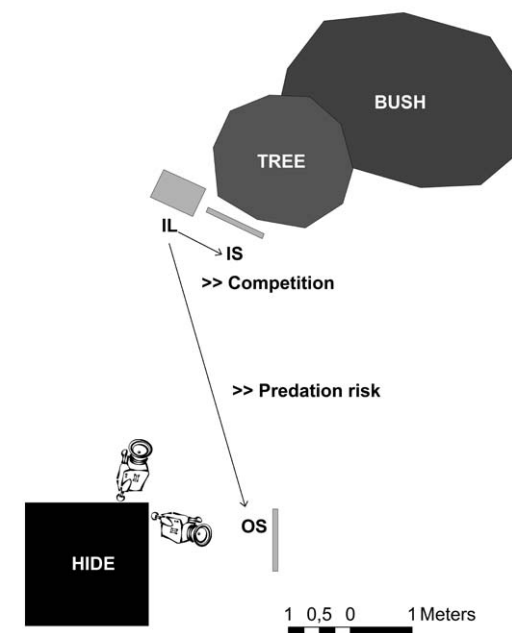 BUSH
TREE
IL
IS
>> Competition
>> Predation risk
OS
HIDE
1 0,5 0 1 Meters